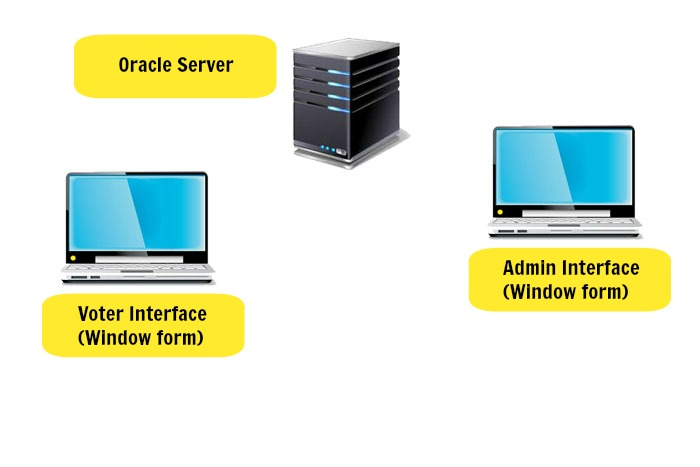 Oracle Server
Voter Interface
(Window form)
Admin Interface
(Window form)